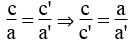 c/a = c'/a' ⇒ c/c' = a/a'